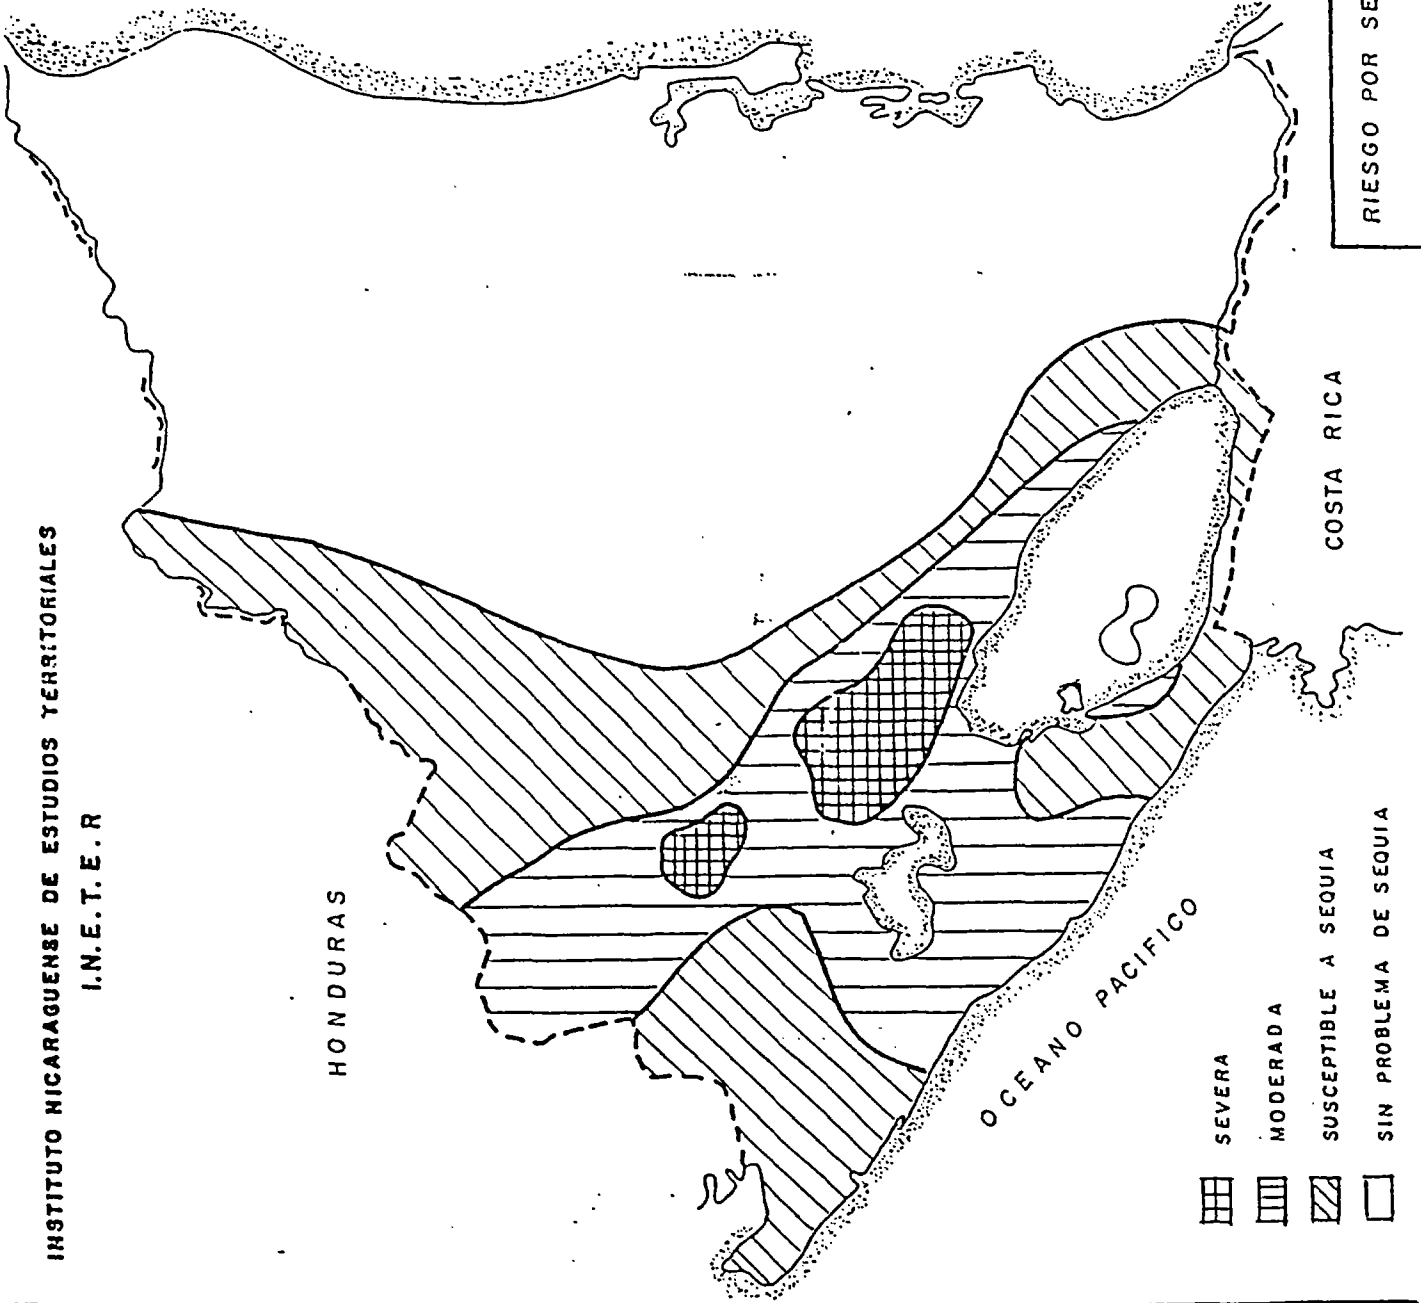 INSTITUTO NICARAGUENSE DE ESTUDIOS TERRITORIALES
I.N.E.T.E.R
HONDURAS
OCEANO PACIFICO
COSTA RICA
SEVERA
MODERADA
SUSCEPTIBLE A SEQUIA
SIN PROBLEMA DE SEQUIA
RIESGO POR